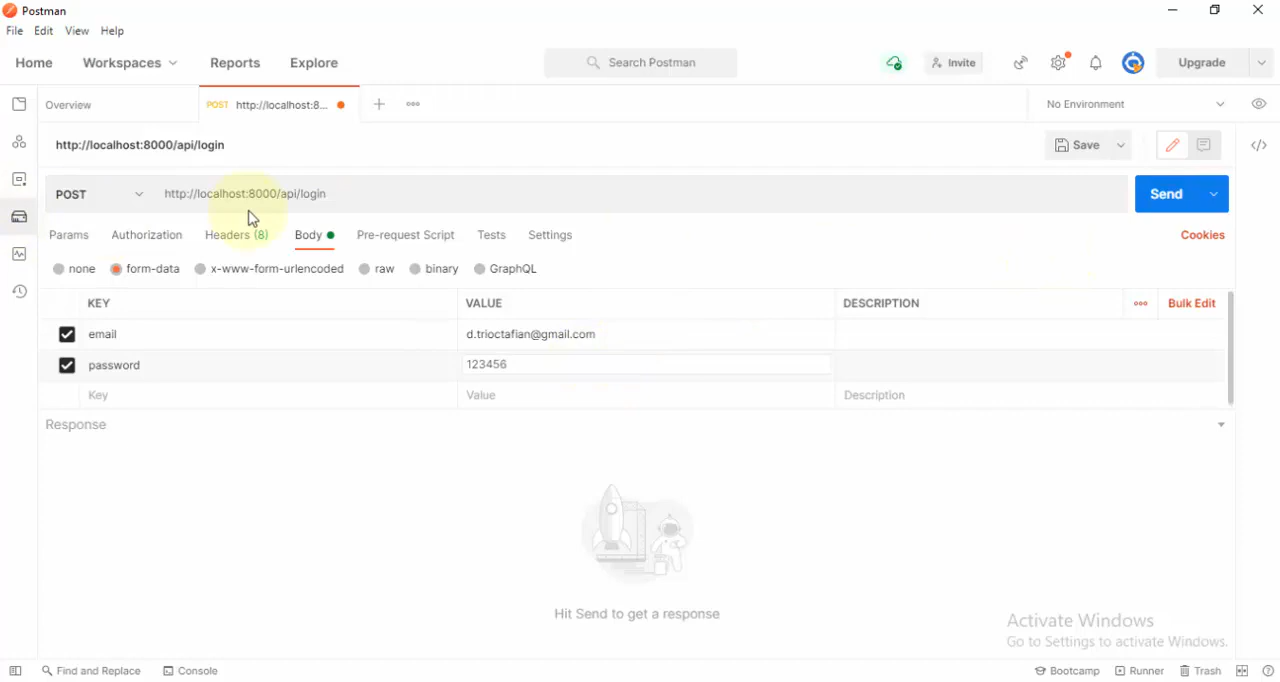 Postman
File Edit View Help
Home Workspaces Reports Explore Search Postman Invite Upgrade
Overview POST http://localhost:8... No Environment
http://localhost:8000/api/login Save
POST http://localhost:8000/api/login Send
Params Authorization Headers (8) Body Pre-request Script Tests Settings Cookies
none form-data x-www-form-urlencoded raw binary GraphQL
KEY VALUE DESCRIPTION Bulk Edit
email d.trioctafian@gmail.com
password 123456
Key Value Description
Response
Hit Send to get a response
Activate Windows
Go to Settings to activate Windows.
Find and Replace Console Bootcamp Runner Trash